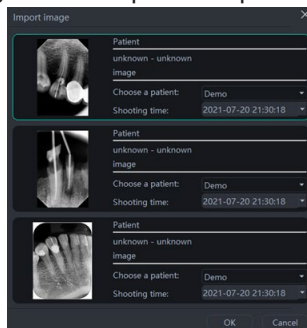 Import image
Patient
unknown - unknown
image
Choose a patient: Demo
Shooting time: 2021-07-20 21:30:18
Patient
unknown - unknown
image
Choose a patient: Demo
Shooting time: 2021-07-20 21:30:18
Patient
unknown - unknown
image
Choose a patient: Demo
Shooting time: 2021-07-20 21:30:18
OK Cancel